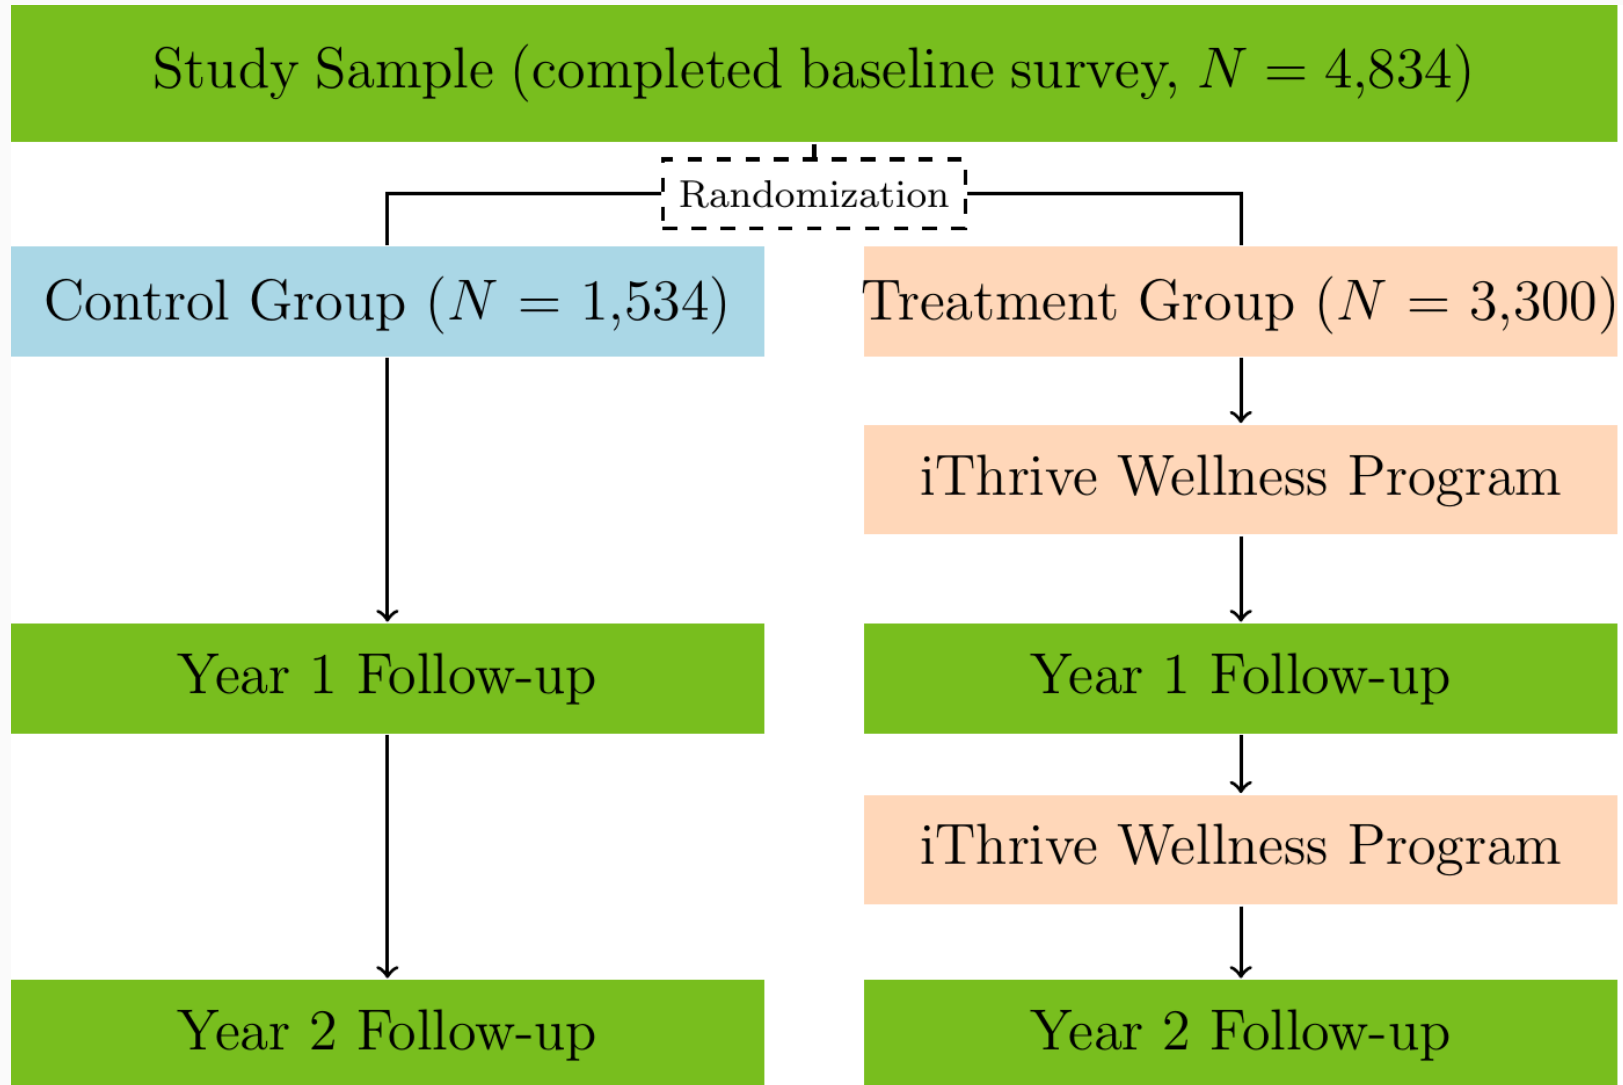 Study Sample (completed baseline survey, N = 4,834)
Randomization
Control Group (N = 1,534)
Treatment Group (N = 3,300)
iThrive Wellness Program
Year 1 Follow-up
Year 1 Follow-up
iThrive Wellness Program
Year 2 Follow-up
Year 2 Follow-up